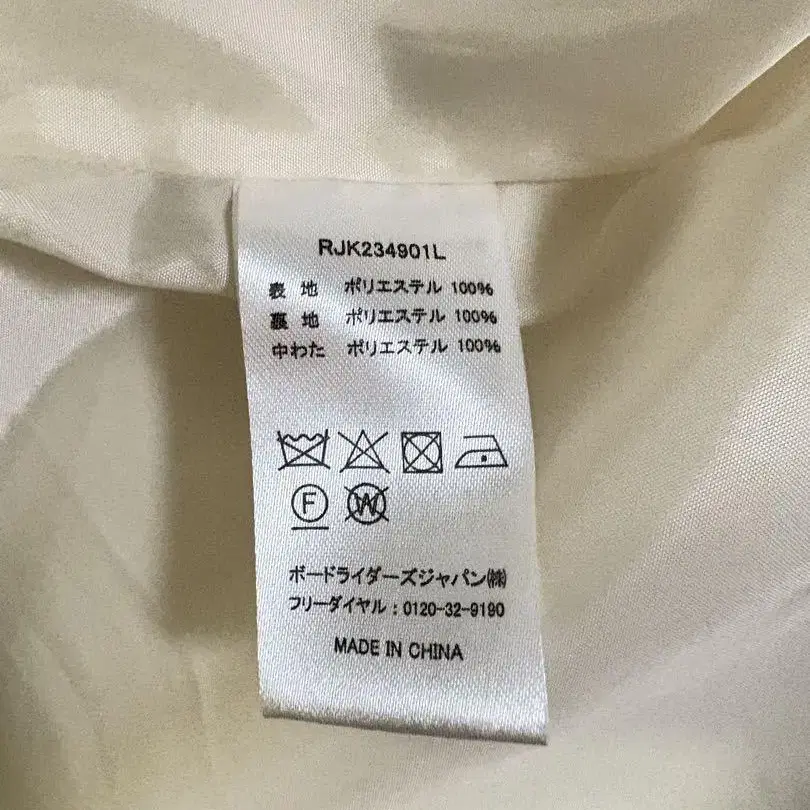 RJK234901L
表 地 ポリエステル 100%
裏 地 ポリエステル 100%
中わた ポリエステル 100%
F W
ボードライダーズジャパン㈱
フリーダイヤル：0120-32-9190
MADE IN CHINA